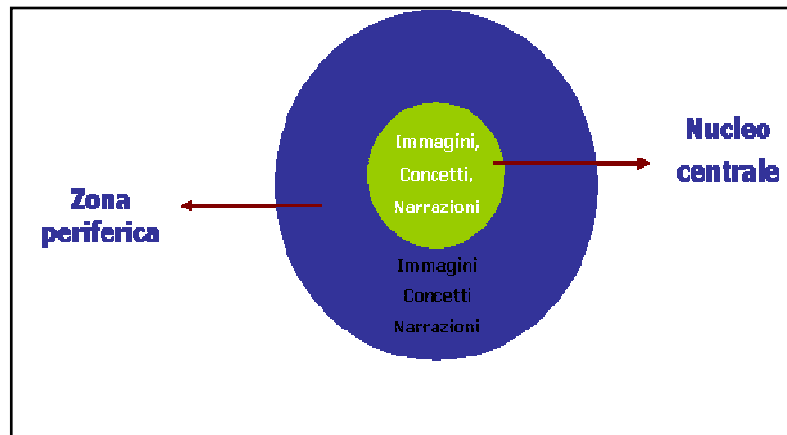 Immagini,
Concetti,
Narrazioni
Nucleo
centrale
Zona
periferica
Immagini
Concetti
Narrazioni